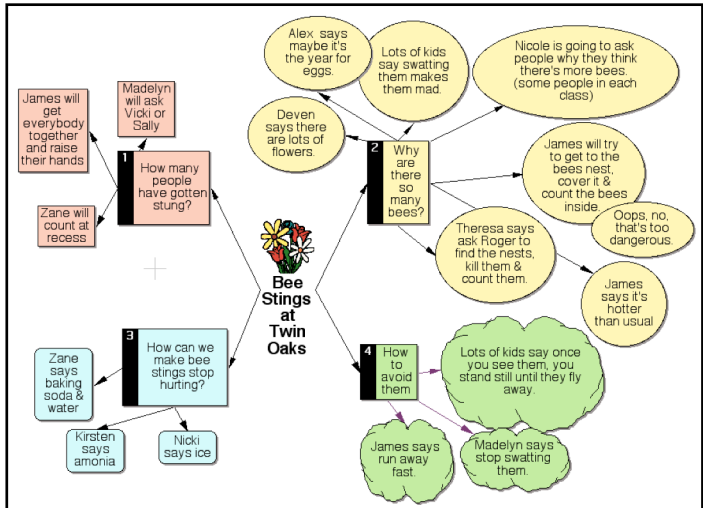 Bee
Stings
at
Twin
Oaks
1
How many
people
have gotten
stung?
James will
get
everybody
together
and raise
their hands
Madelyn
will ask
Vicki or
Sally
Zane will
count at
recess
2
Why
are
there
so
many
bees?
Alex says
maybe it's
the year for
eggs.
Lots of kids
say swatting
them makes
them mad.
Nicole is going to ask
people why they think
there's more bees.
(some people in each
class)
Deven
says there
are lots of
flowers.
James will try
to get to the
bees nest,
cover it &
count the bees
inside.
Oops, no,
that's too
dangerous.
Theresa says
ask Roger to
find the nests,
kill them &
count them.
James
says it's
hotter
than usual
3
How can we
make bee
stings stop
hurting?
Zane
says
baking
soda &
water
Kirsten
says
amonia
Nicki
says ice
4
How
to
avoid
them
Lots of kids say once
you see them, you
stand still until they fly
away.
James says
run away
fast.
Madelyn says
stop swatting
them.